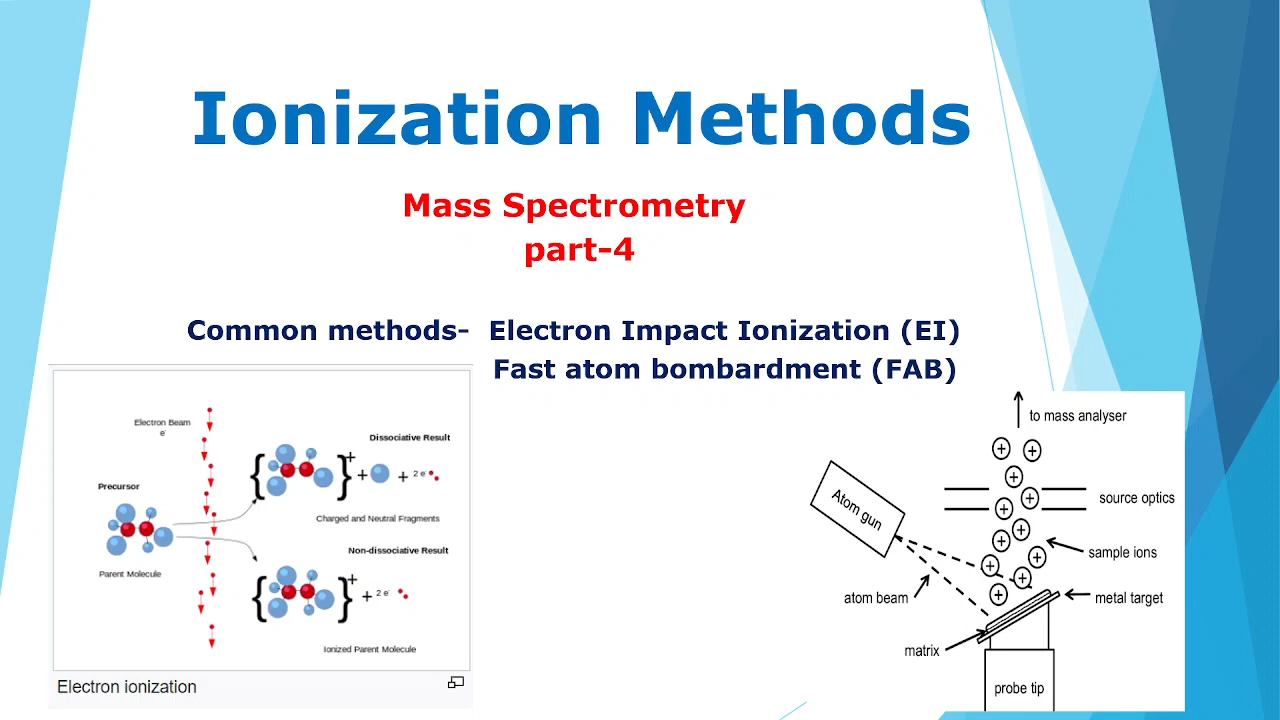 Ionization Methods
Mass Spectrometry
part-4
Common methods- Electron Impact Ionization (EI)
Fast atom bombardment (FAB)
Electron Beam
e-
Dissociative Result
{ }+ + + 2 e-
Precursor
Charged and Neutral Fragments
Non-dissociative Result
Parent Molecule
{ }+ + 2 e-
Ionized Parent Molecule
Electron ionization
to mass analyser
Atom gun
source optics
sample ions
atom beam
metal target
matrix
probe tip